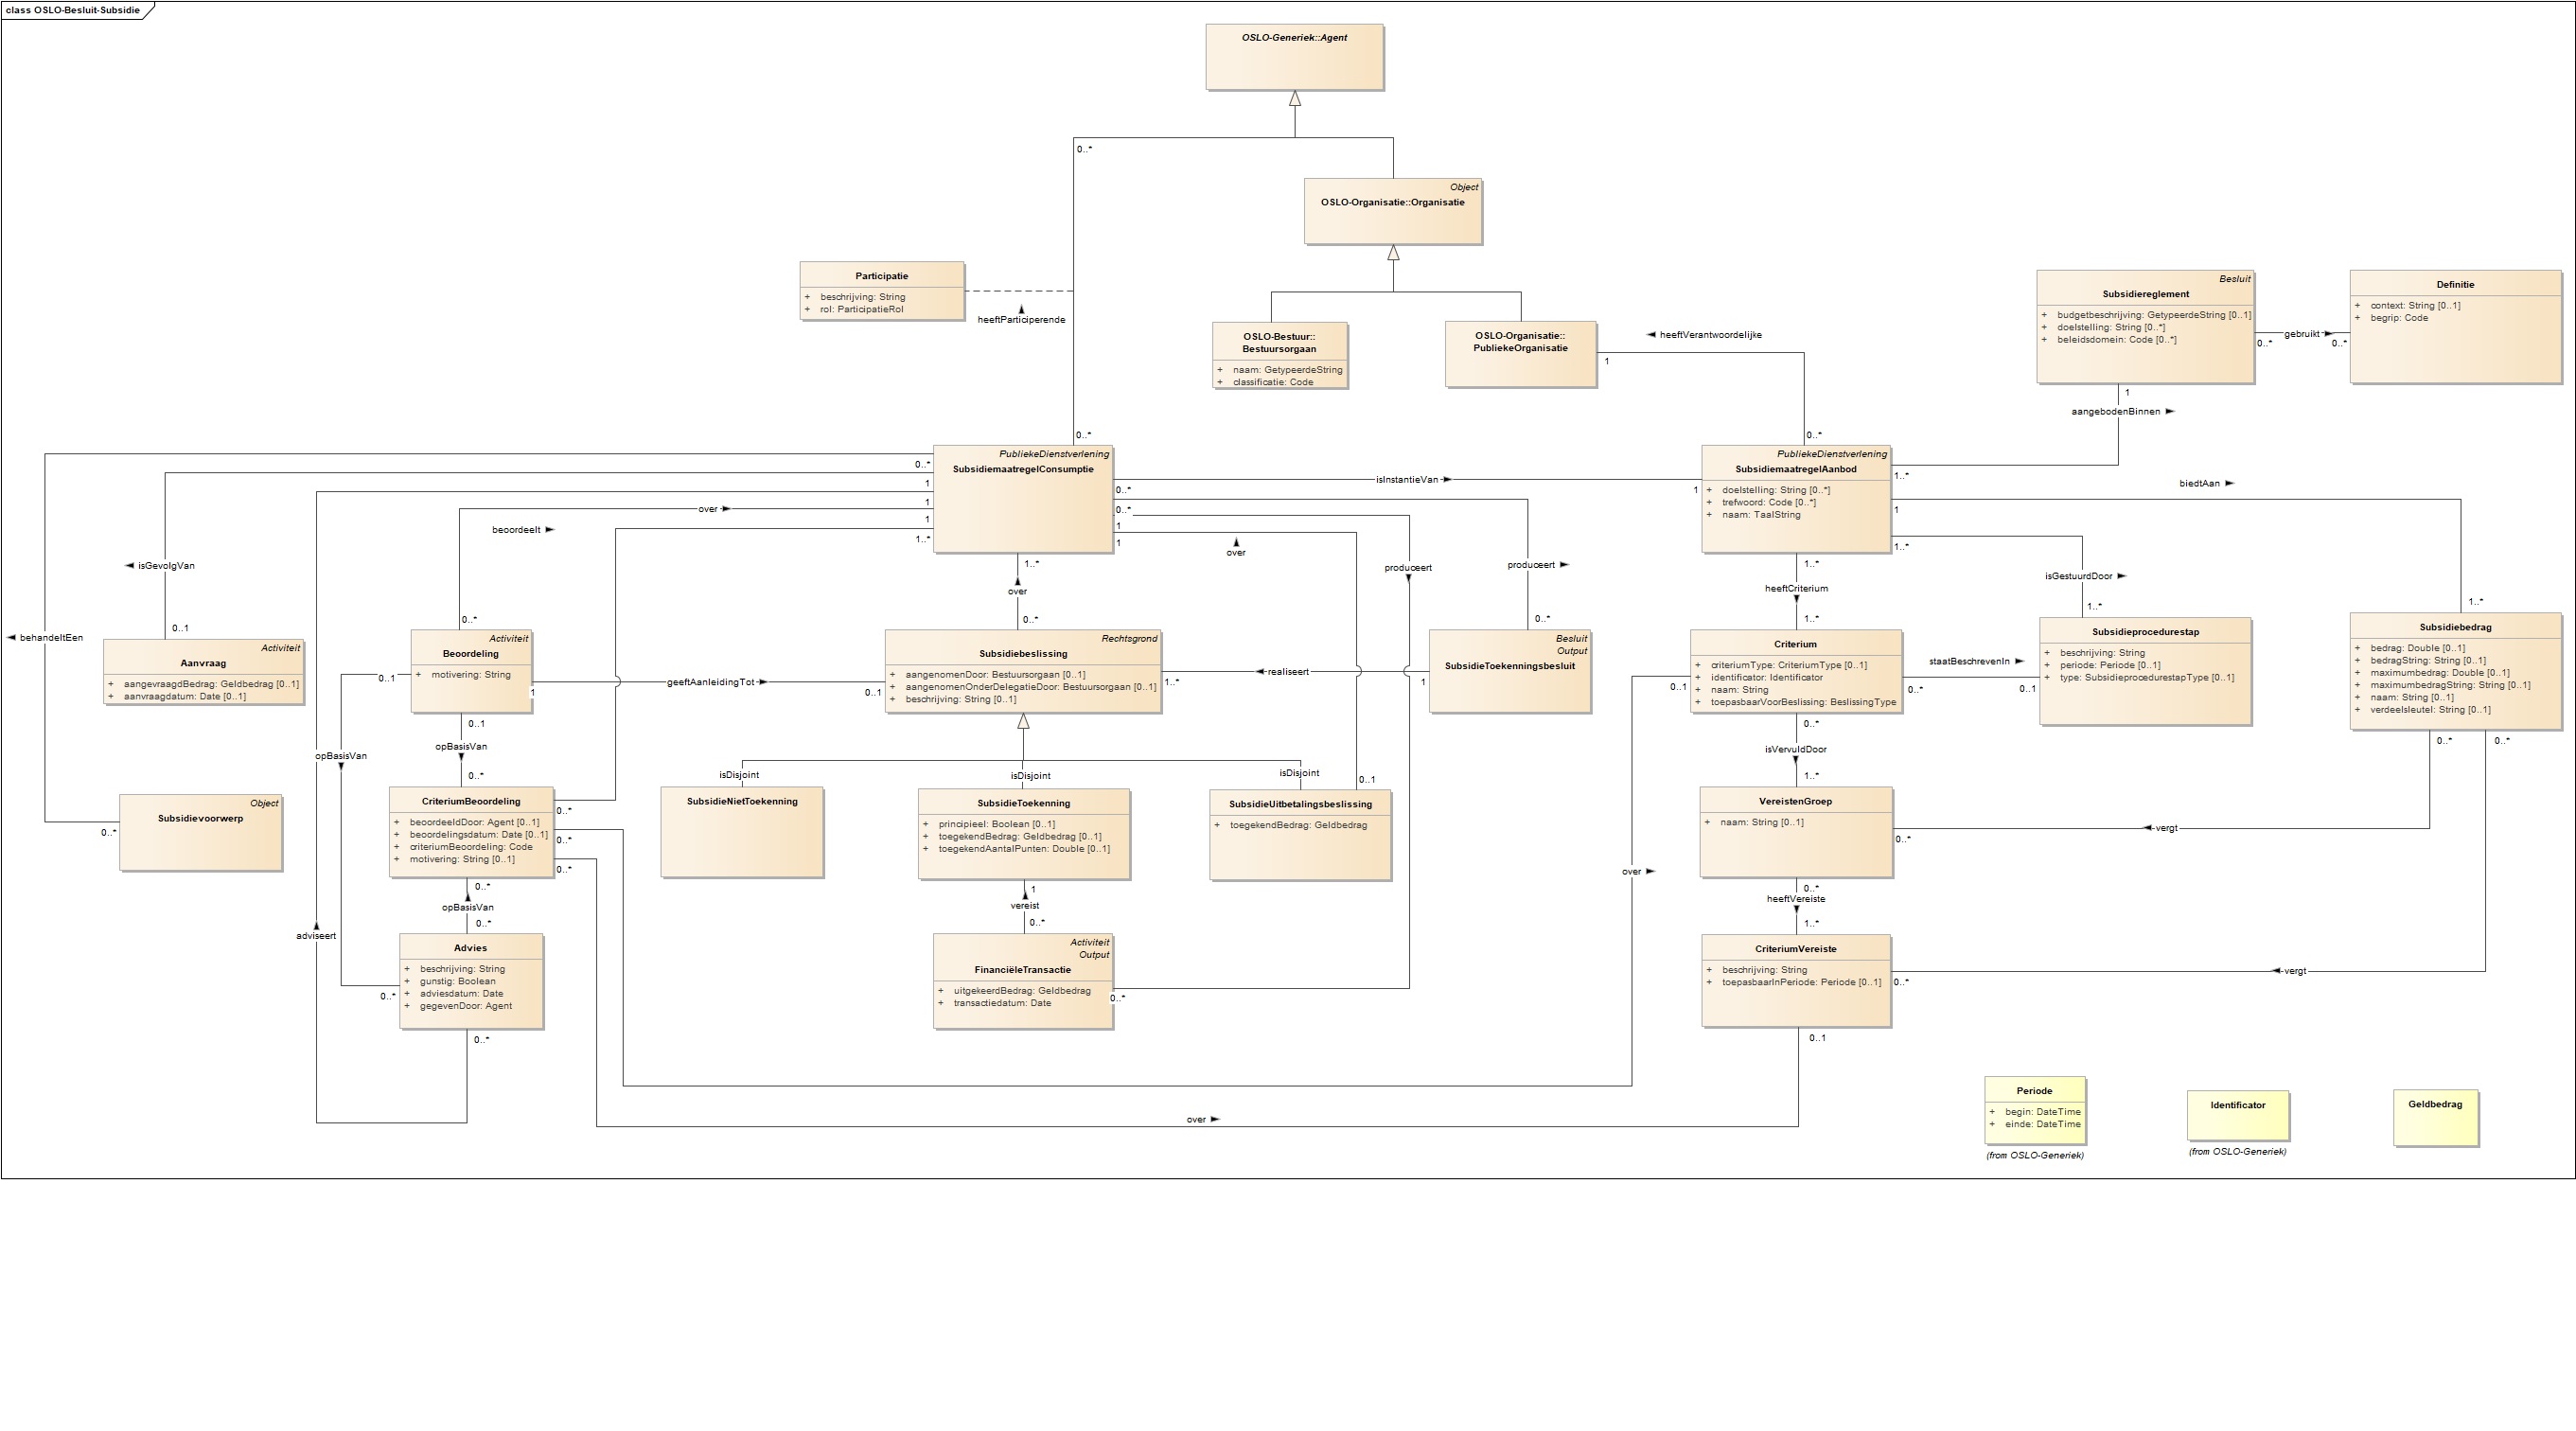 class OSLO-Besluit-Subsidie
OSLO-Generiek::Agent
0..*
Object
OSLO-Organisatie::Organisatie
Participatie
+ beschrijving: String
+ rol: ParticipatieRol
heeftParticiperende
OSLO-Bestuur::
Bestuursorgaan
+ naam: GetypeerdeString
+ classificatie: Code
OSLO-Organisatie::
PubliekeOrganisatie
heeftVerantwoordelijke
1
Besluit
Subsidiereglement
+ budgetbeschrijving: GetypeerdeString [0..1]
+ doelstelling: String [0..*]
+ beleidsdomein: Code [0..*]
gebruikt
0..*
0..*
Definitie
+ context: String [0..1]
+ begrip: Code
1
aangebodenBinnen
0..*
0..*
PubliekeDienstverlening
SubsidiemaatregelConsumptie
0..*
1
1
1
1..*
over
beoordeelt
isInstantieVan
0..*
0..*
1
1
1
over
produceert
produceert
PubliekeDienstverlening
SubsidiemaatregelAanbod
+ doelstelling: String [0..*]
+ trefwoord: Code [0..*]
+ naam: TaalString
1..*
1
1..*
biedtAan
isGestuurdDoor
1..*
1..*
isGevolgVan
0..1
behandeltEen
1..*
over
0..*
0..*
0..*
1..*
heeftCriterium
1..*
Activiteit
Aanvraag
+ aangevraagdBedrag: Geldbedrag [0..1]
+ aanvraagdatum: Date [0..1]
Activiteit
Beoordeling
+ motivering: String
0..1
1
geeftAanleidingTot
0..1
Rechtsgrond
Subsidiebeslissing
+ aangenomenDoor: Bestuursorgaan [0..1]
+ aangenomenOnderDelegatieDoor: Bestuursorgaan [0..1]
+ beschrijving: String [0..1]
1..*
realiseert
1
Besluit
Output
SubsidieToekenningsbesluit
Criterium
+ criteriumType: CriteriumType [0..1]
+ identificator: Identificator
+ naam: String
+ toepasbaarVoorBeslissing: BeslissingType
0..1
staatBeschrevenIn
0..*
0..1
Subsidieprocedurestap
+ beschrijving: String
+ periode: Periode [0..1]
+ type: SubsidieprocedurestapType [0..1]
Subsidiebedrag
+ bedrag: Double [0..1]
+ bedragString: String [0..1]
+ maximumbedrag: Double [0..1]
+ maximumbedragString: String [0..1]
+ naam: String [0..1]
+ verdeelsleutel: String [0..1]
0..*
0..*
0..1
opBasisVan
0..*
opBasisVan
0..*
isVervuldDoor
1..*
isDisjoint
isDisjoint
isDisjoint
0..1
Object
Subsidievoorwerp
0..*
CriteriumBeoordeling
+ beoordeeldDoor: Agent [0..1]
+ beoordelingsdatum: Date [0..1]
+ criteriumBeoordeling: Code
+ motivering: String [0..1]
0..*
0..*
0..*
SubsidieNietToekenning
SubsidieToekenning
+ principieel: Boolean [0..1]
+ toegekendBedrag: Geldbedrag [0..1]
+ toegekendAantalPunten: Double [0..1]
SubsidieUitbetalingsbeslissing
+ toegekendBedrag: Geldbedrag
VereistenGroep
+ naam: String [0..1]
0..*
vergt
over
0..*
opBasisVan
0..*
1
vereist
0..*
0..*
heeftVereiste
1..*
adviseert
Advies
+ beschrijving: String
+ gunstig: Boolean
+ adviesdatum: Date
+ gegevenDoor: Agent
0..*
0..*
Activiteit
Output
FinanciëleTransactie
+ uitgekeerdBedrag: Geldbedrag
+ transactiedatum: Date
0..*
CriteriumVereiste
+ beschrijving: String
+ toepasbaarInPeriode: Periode [0..1]
0..*
vergt
0..1
over
Periode
+ begin: DateTime
+ einde: DateTime
(from OSLO-Generiek)
Identificator
(from OSLO-Generiek)
Geldbedrag